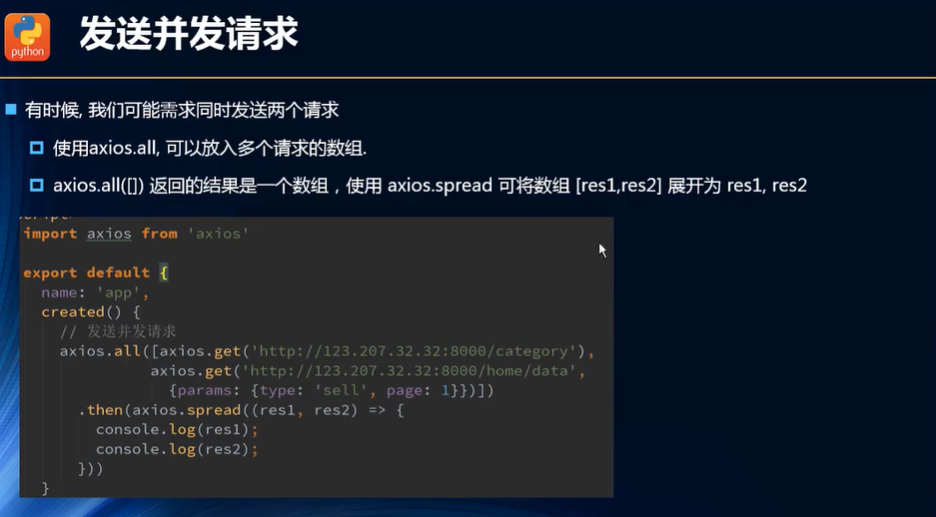 python
发送并发请求
有时候, 我们可能需求同时发送两个请求
使用axios.all, 可以放入多个请求的数组.
axios.all([]) 返回的结果是一个数组，使用 axios.spread 可将数组 [res1,res2] 展开为 res1, res2
import axios from 'axios'
export default {
name: 'app',
created() {
// 发送并发请求
axios.all([axios.get('http://123.207.32.32:8000/category'),
axios.get('http://123.207.32.32:8000/home/data',
{params: {type: 'sell', page: 1}})])
.then(axios.spread((res1, res2) => {
console.log(res1);
console.log(res2);
}))
}